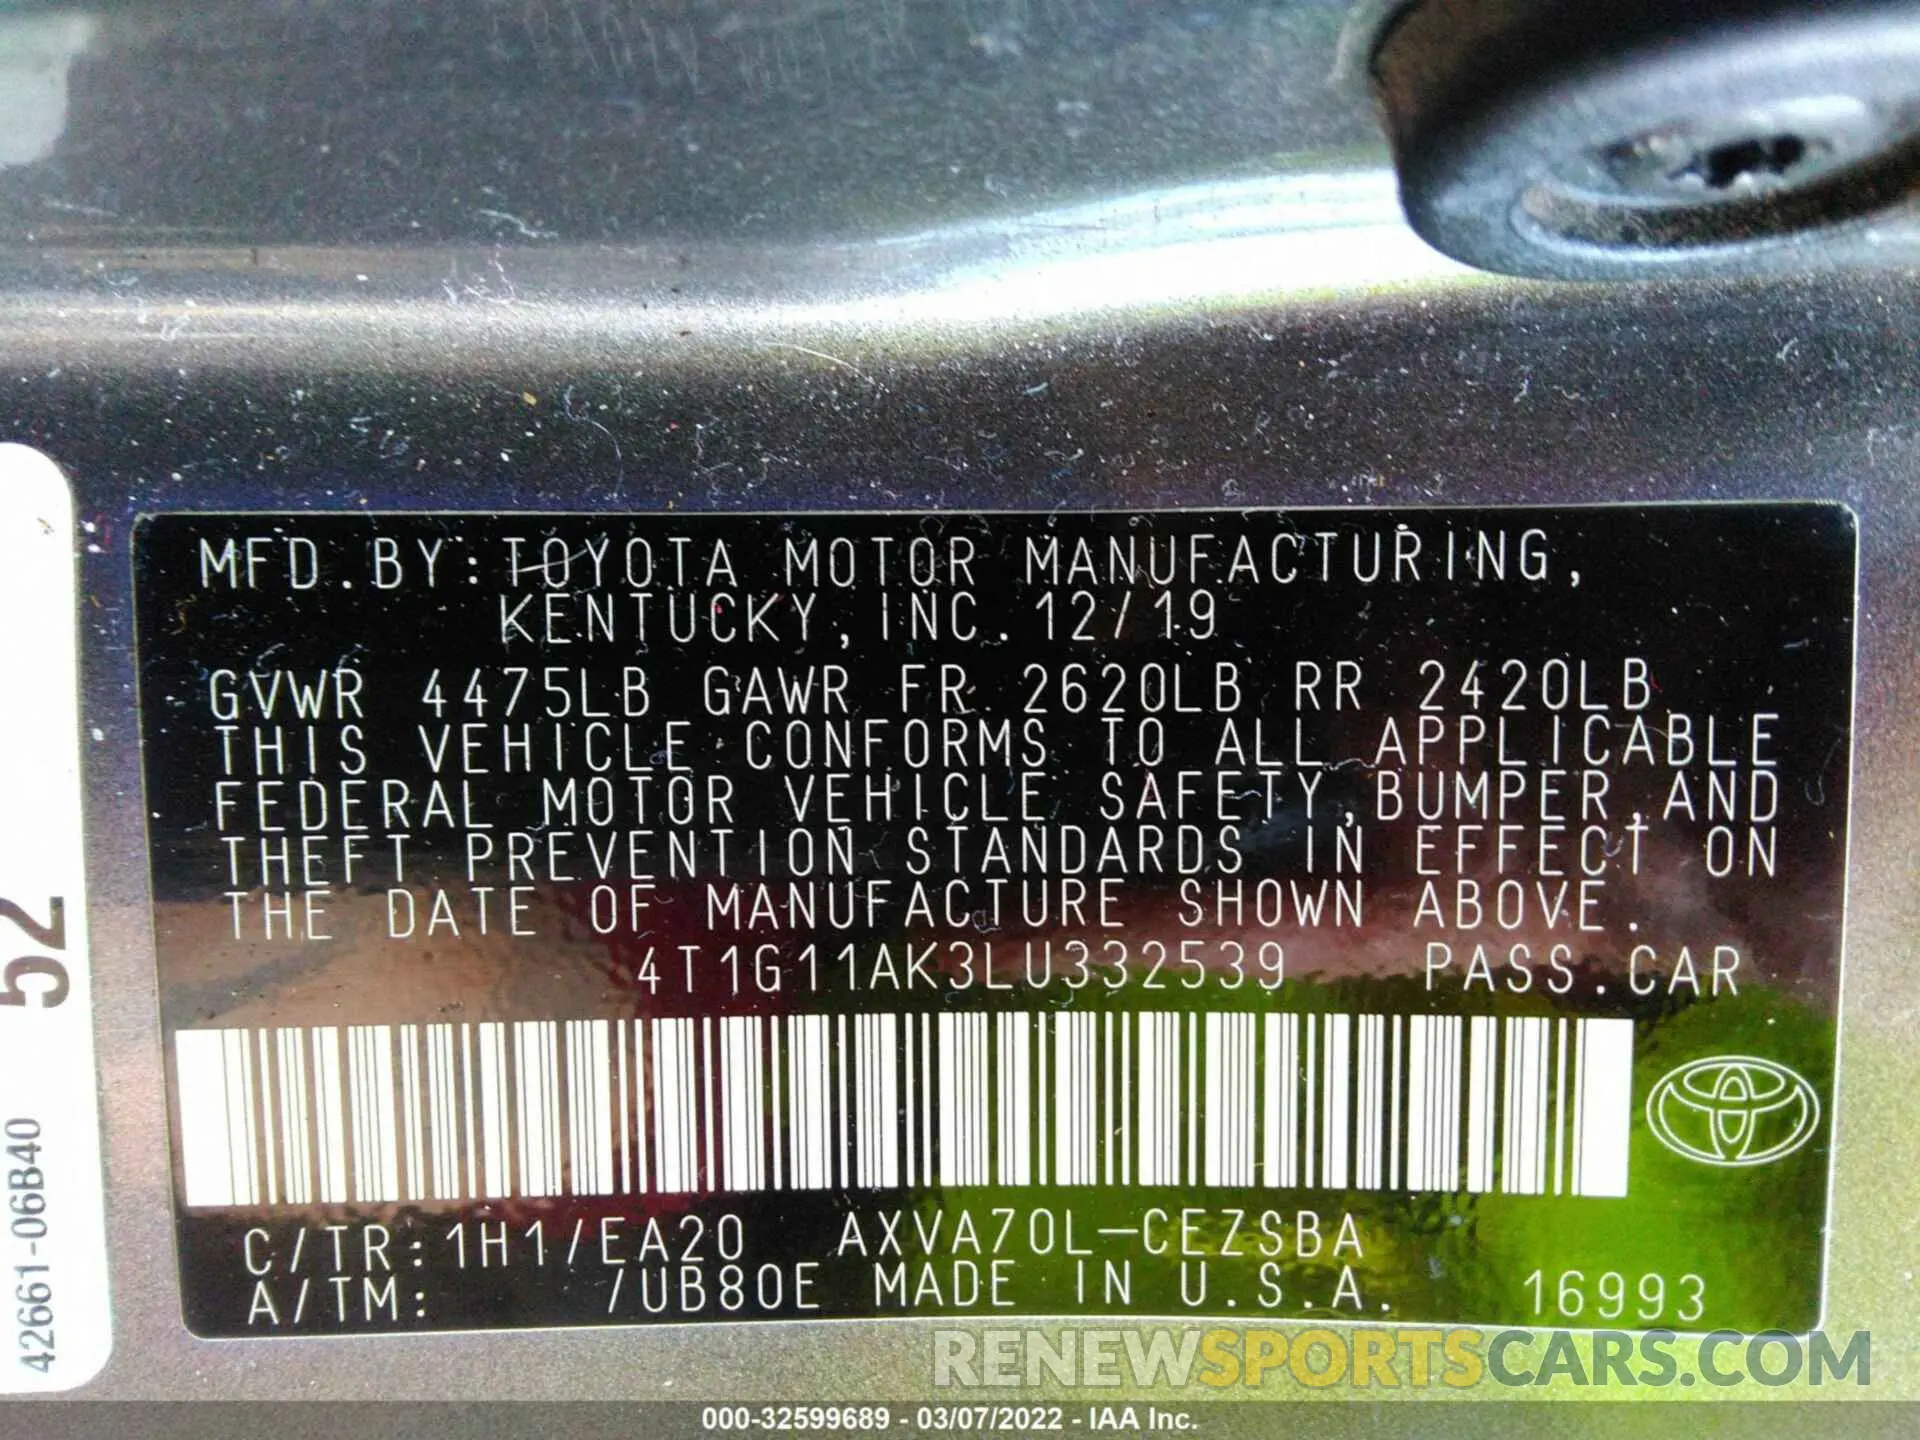 MFD.BY:TOYOTA MOTOR MANUFACTURING,
KENTUCKY,INC.12/19
GVWR 4475LB GAWR FR 2620LB RR 2420LB
THIS VEHICLE CONFORMS TO ALL APPLICABLE
FEDERAL MOTOR VEHICLE SAFETY,BUMPER,AND
THEFT PREVENTION STANDARDS IN EFFECT ON
THE DATE OF MANUFACTURE SHOWN ABOVE.
4T1G11AK3LU332539 PASS.CAR
C/TR:1H1/EA20 AXVA70L-CEZSBA
A/TM: /UB80E MADE IN U.S.A. 16993
52
42661-06B40
RENEWSPORTSCARS.COM
000-32599689 - 03/07/2022 - IAA Inc.